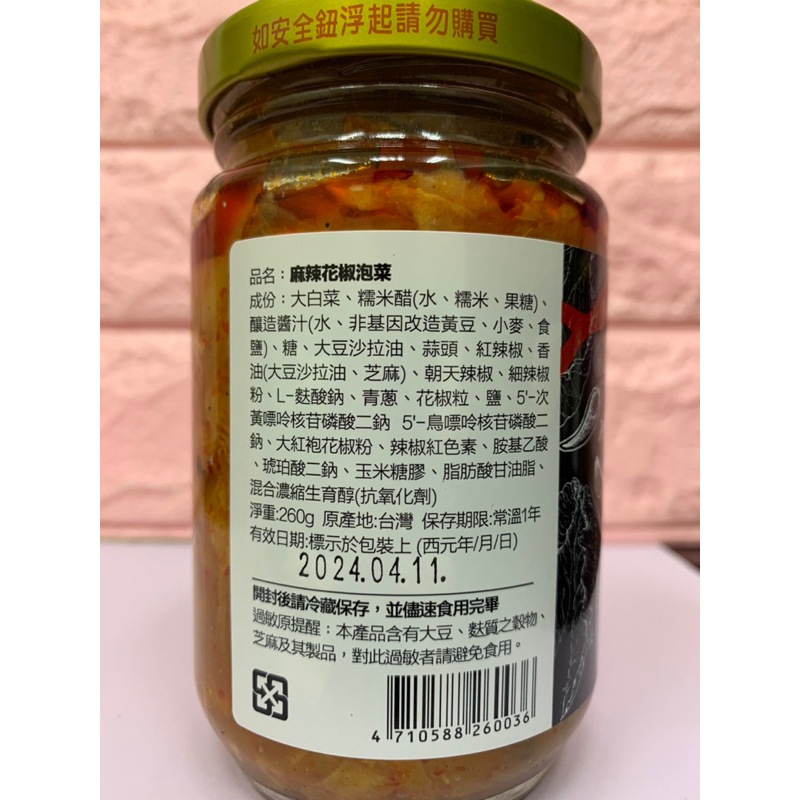 如安全鈕浮起請勿購買
品名：麻辣花椒泡菜
成份：大白菜、糯米醋(水、糯米、果糖)、
釀造醬汁(水、非基因改造黃豆、小麥、食
鹽)、糖、大豆沙拉油、蒜頭、紅辣椒、香
油(大豆沙拉油、芝麻)、朝天辣椒、細辣椒
粉、L-麩酸鈉、青蔥、花椒粒、鹽、5'-次
黃嘌呤核苷磷酸二鈉 5'-鳥嘌呤核苷磷酸二
鈉、大紅袍花椒粉、辣椒紅色素、胺基乙酸
、琥珀酸二鈉、玉米糖膠、脂肪酸甘油脂、
混合濃縮生育醇(抗氧化劑)
淨重:260g 原產地:台灣 保存期限:常溫1年
有效日期:標示於包裝上 (西元年/月/日)
2024.04.11.
開封後請冷藏保存，並儘速食用完畢
過敏原提醒：本產品含有大豆、麩質之穀物、
芝麻及其製品，對此過敏者請避免食用。
4 710588 260036